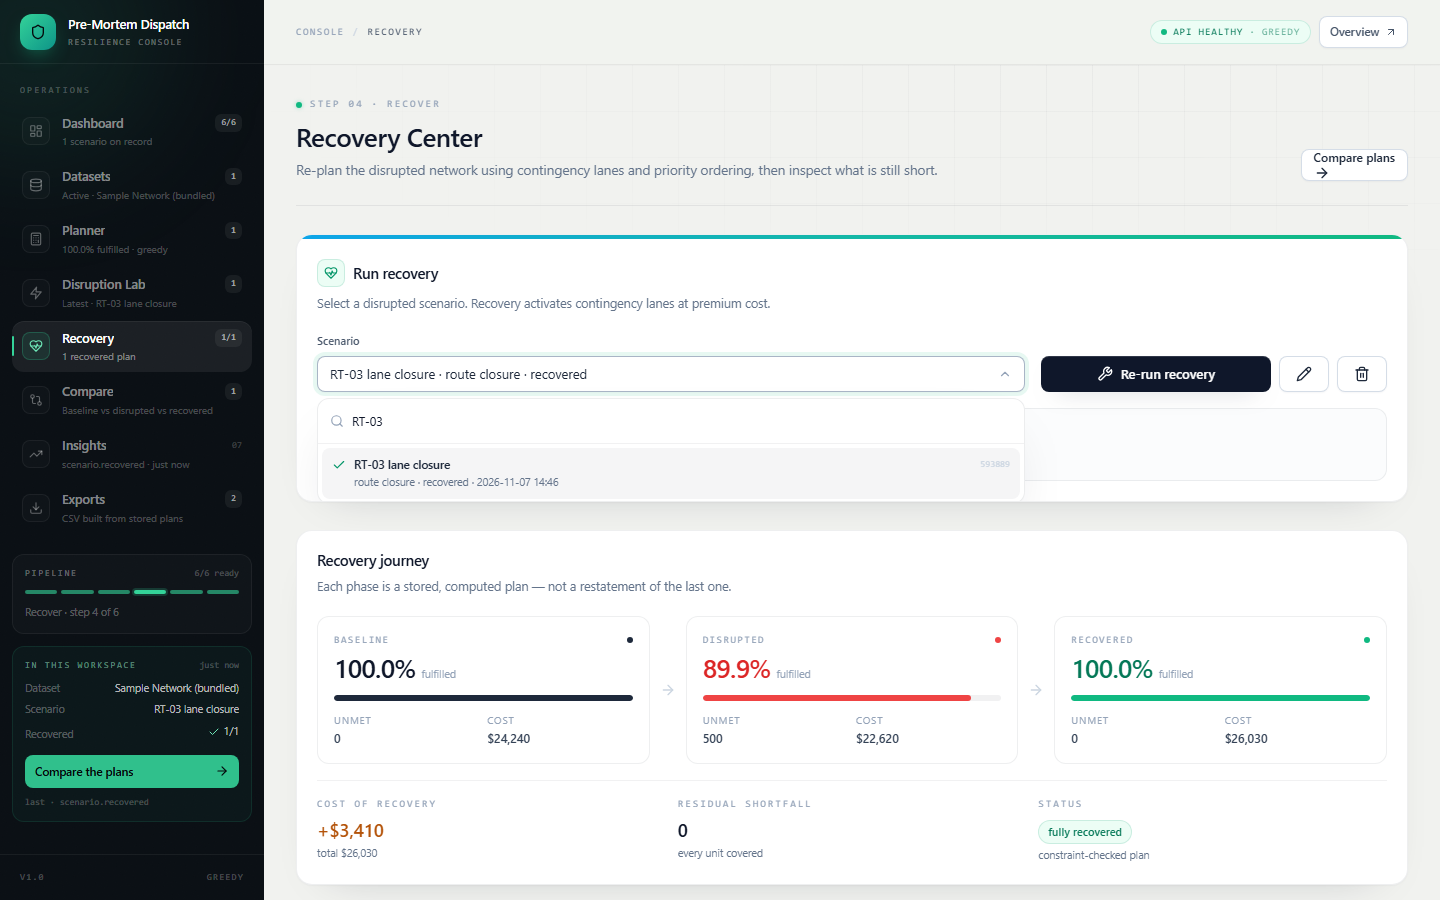 Pre-Mortem Dispatch
RESILIENCE CONSOLE
OPERATIONS
Dashboard 6/6
1 scenario on record
Datasets 1
Active · Sample Network (bundled)
Planner 1
100.0% fulfilled · greedy
Disruption Lab 1
Latest · RT-03 lane closure
Recovery 1/1
1 recovered plan
Compare 1
Baseline vs disrupted vs recovered
Insights 07
scenario.recovered · just now
Exports 2
CSV built from stored plans
PIPELINE 6/6 ready
Recover · step 4 of 6
IN THIS WORKSPACE just now
Dataset Sample Network (bundled)
Scenario RT-03 lane closure
Recovered 1/1
Compare the plans
last · scenario.recovered
V1.0 GREEDY
CONSOLE / RECOVERY
API HEALTHY · GREEDY
Overview
STEP 04 · RECOVER
Recovery Center
Re-plan the disrupted network using contingency lanes and priority ordering, then inspect what is still short.
Compare plans →
Run recovery
Select a disrupted scenario. Recovery activates contingency lanes at premium cost.
Scenario
RT-03 lane closure · route closure · recovered
Re-run recovery
RT-03
RT-03 lane closure
route closure · recovered · 2026-11-07 14:46
Recovery journey
Each phase is a stored, computed plan — not a restatement of the last one.
BASELINE
100.0% fulfilled
UNMET COST
0 $24,240
DISRUPTED
89.9% fulfilled
UNMET COST
500 $22,620
RECOVERED
100.0% fulfilled
UNMET COST
0 $26,030
COST OF RECOVERY
+$3,410
total $26,030
RESIDUAL SHORTFALL
0
every unit covered
STATUS
fully recovered
constraint-checked plan